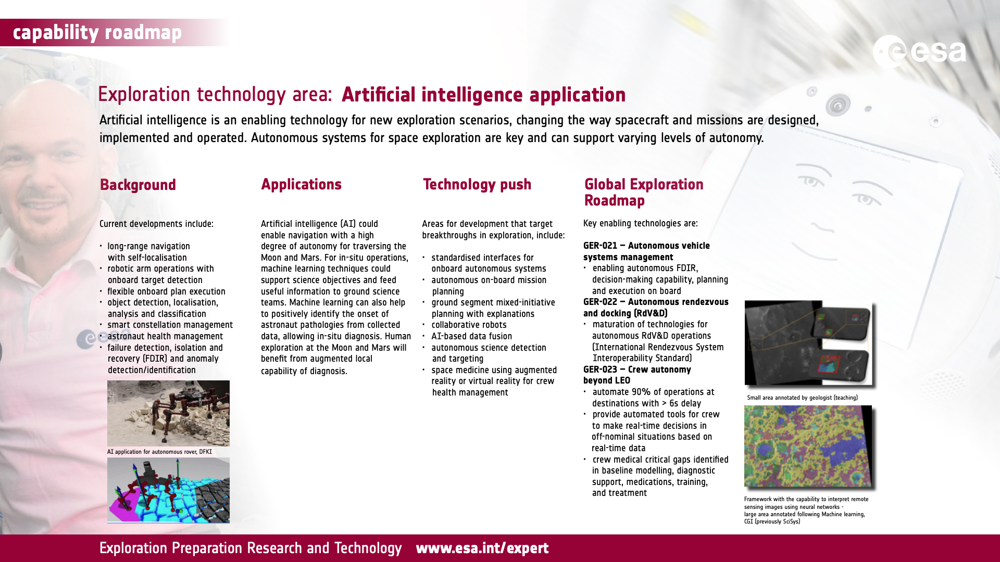 capability roadmap
esa
Exploration technology area: Artificial intelligence application
Artificial intelligence is an enabling technology for new exploration scenarios, changing the way spacecraft and missions are designed,
implemented and operated. Autonomous systems for space exploration are key and can support varying levels of autonomy.
Background
Current developments include:
• long-range navigation
with self-localisation
• robotic arm operations with
onboard target detection
• flexible onboard plan execution
• object detection, localisation,
analysis and classification
• smart constellation management
• astronaut health management
• failure detection, isolation and
recovery (FDIR) and anomaly
detection/identification
esa
AI application for autonomous rover, DFKI
Applications
Artificial intelligence (AI) could
enable navigation with a high
degree of autonomy for traversing the
Moon and Mars. For in-situ operations,
machine learning techniques could
support science objectives and feed
useful information to ground science
teams. Machine learning can also help
to positively identify the onset of
astronaut pathologies from collected
data, allowing in-situ diagnosis. Human
exploration at the Moon and Mars will
benefit from augmented local
capability of diagnosis.
Technology push
Areas for development that target
breakthroughs in exploration, include:
• standardised interfaces for
onboard autonomous systems
• autonomous on-board mission
planning
• ground segment mixed-initiative
planning with explanations
• collaborative robots
• AI-based data fusion
• autonomous science detection
and targeting
• space medicine using augmented
reality or virtual reality for crew
health management
Global Exploration
Roadmap
Key enabling technologies are:
GER-021 – Autonomous vehicle
systems management
• enabling autonomous FDIR,
decision-making capability, planning
and execution on board
GER-022 – Autonomous rendezvous
and docking (RdV&D)
• maturation of technologies for
autonomous RdV&D operations
(International Rendezvous System
Interoperability Standard)
GER-023 – Crew autonomy
beyond LEO
• automate 90% of operations at
destinations with > 6s delay
• provide automated tools for crew
to make real-time decisions in
off-nominal situations based on
real-time data
• crew medical critical gaps identified
in baseline modelling, diagnostic
support, medications, training,
and treatment
Small area annotated by geologist (teaching)
Framework with the capability to interpret remote
sensing images using neural networks -
large area annotated following Machine learning,
CGI (previously SciSys)
Exploration Preparation Research and Technology www.esa.int/expert